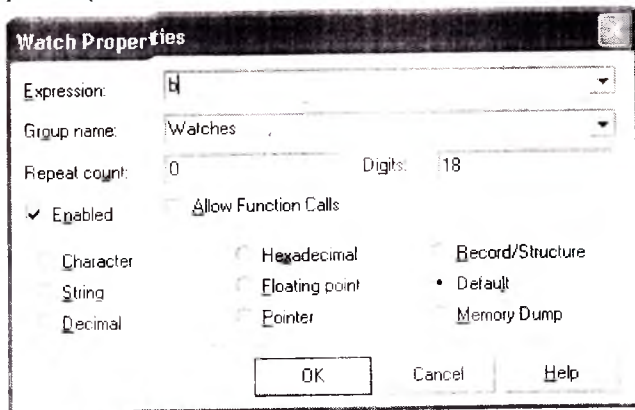 Watch Properties
Expression: b
Group name: Watches
Repeat count: 0 Digits: 18
Enabled Allow Function Calls
Character Hexadecimal Record/Structure
String Floating point Default
Decimal Pointer Memory Dump
OK Cancel Help